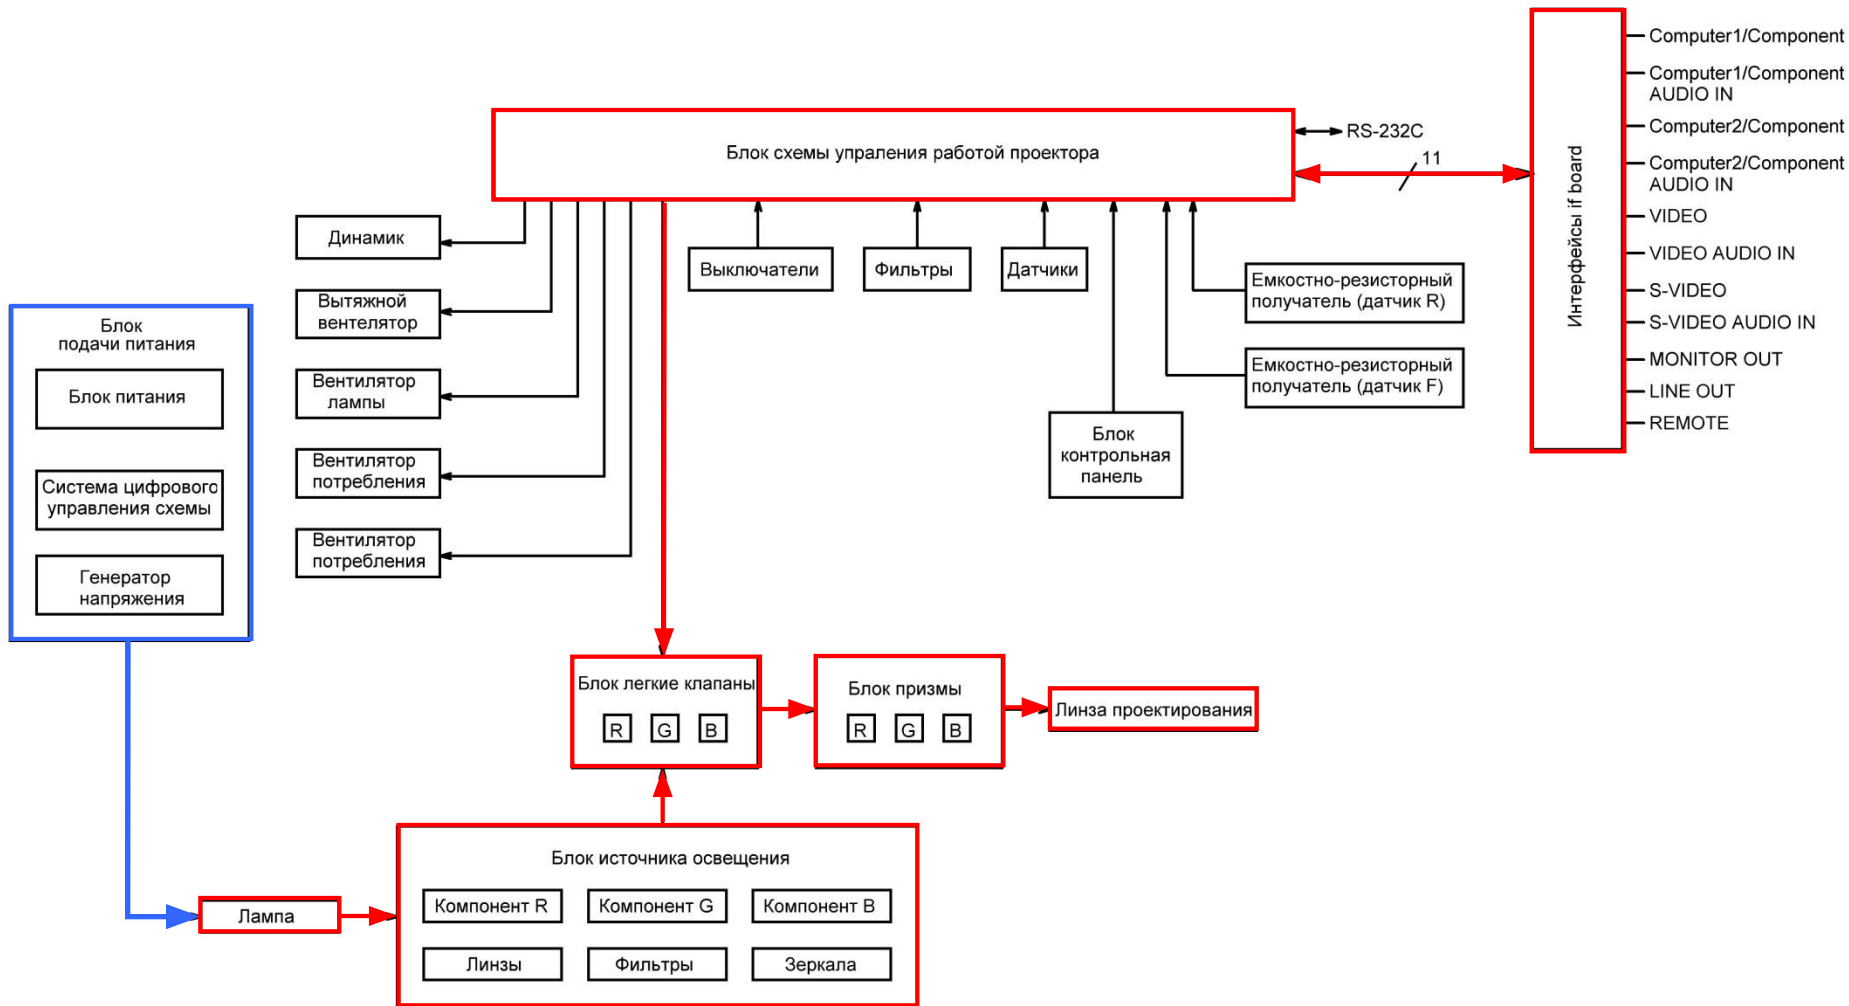 Computer1/Component
Computer1/Component
AUDIO IN
Computer2/Component
Computer2/Component
AUDIO IN
VIDEO
VIDEO AUDIO IN
S-VIDEO
S-VIDEO AUDIO IN
MONITOR OUT
LINE OUT
REMOTE
Интерфейсы if board
RS-232C
11
Блок схемы упраления работой проектора
Динамик
Вытяжной
вентелятор
Вентилятор
лампы
Вентилятор
потребления
Вентилятор
потребления
Выключатели
Фильтры
Датчики
Емкостно-резисторный
получатель (датчик R)
Емкостно-резисторный
получатель (датчик F)
Блок
контрольная
панель
Блок
подачи питания
Блок питания
Система цифрового
управления схемы
Генератор
напряжения
Блок легкие клапаны
R G B
Блок призмы
R G B
Линза проектирования
Блок источника освещения
Компонент R
Компонент G
Компонент B
Линзы
Фильтры
Зеркала
Лампа